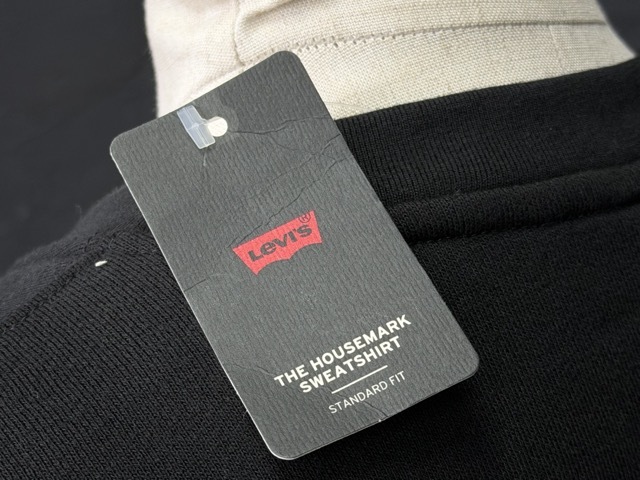 Levi's®
THE HOUSEMARK
SWEATSHIRT
STANDARD FIT